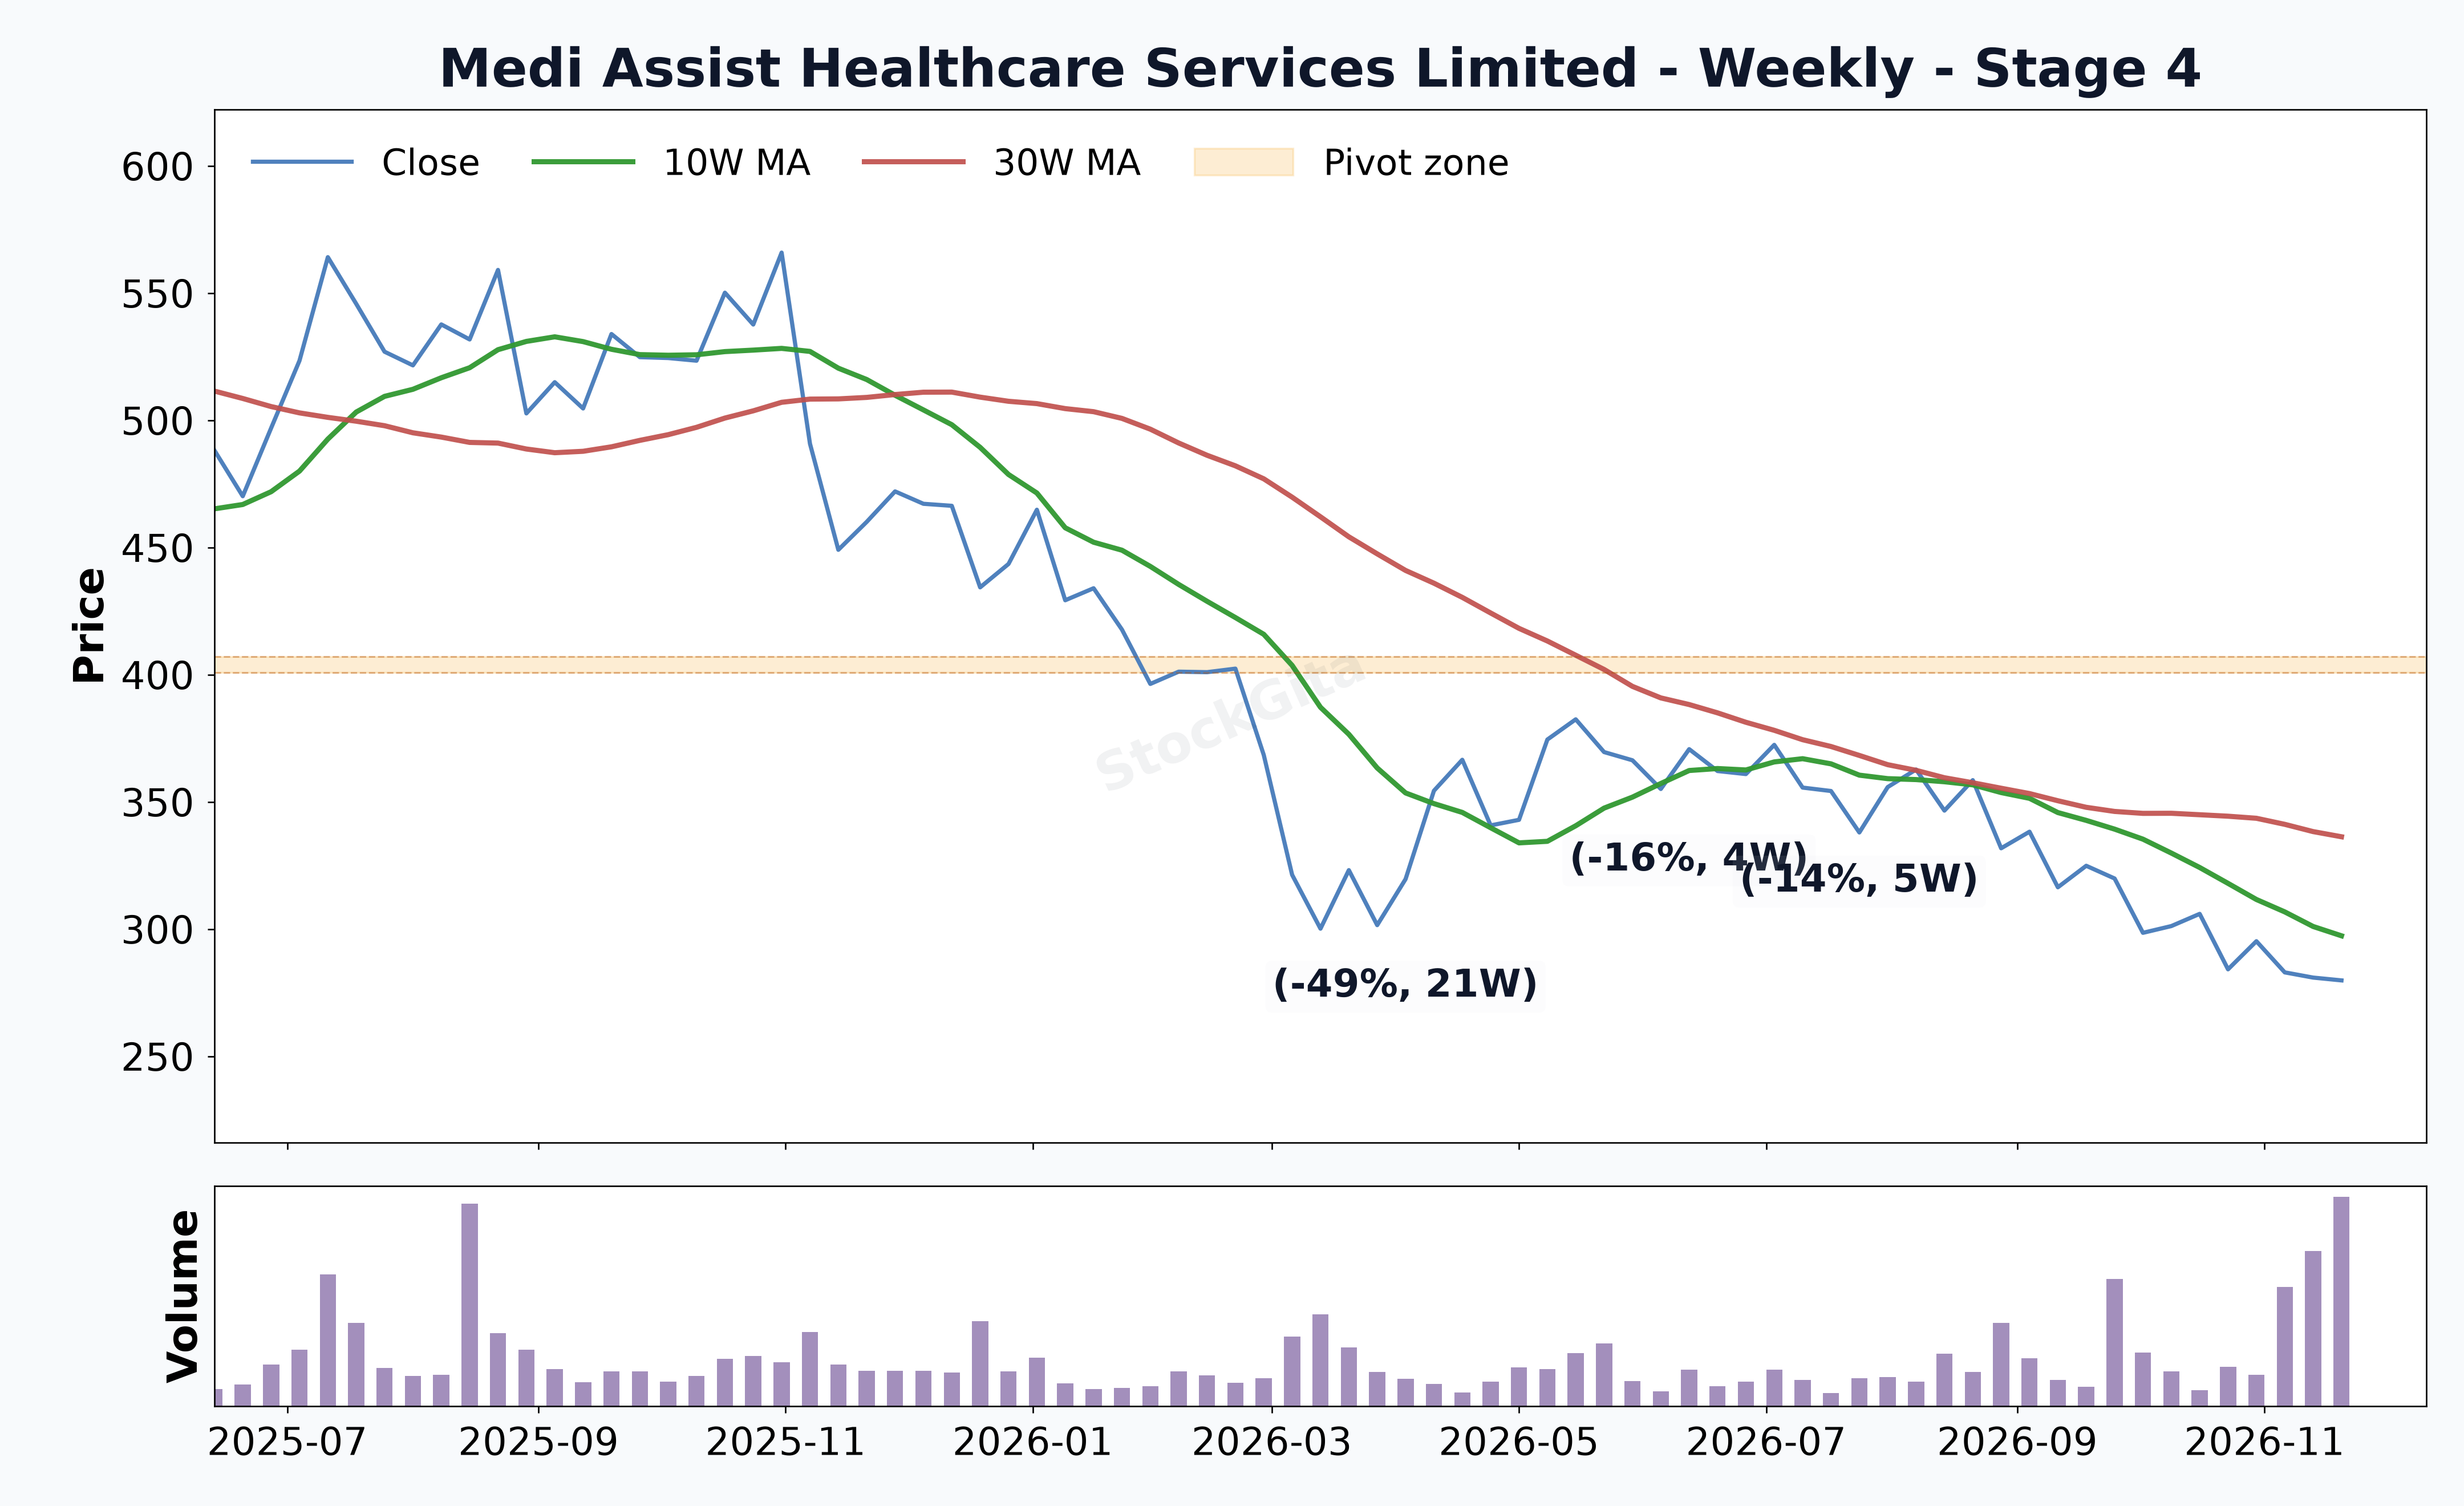 Medi Assist Healthcare Services Limited - Weekly - Stage 4
Close 10W MA 30W MA Pivot zone
Price
600
550
500
450
400
350
300
250
StockGita
(-16%, 4W)
(-14%, 5W)
(-49%, 21W)
Volume
2025-07 2025-09 2025-11 2026-01 2026-03 2026-05 2026-07 2026-09 2026-11